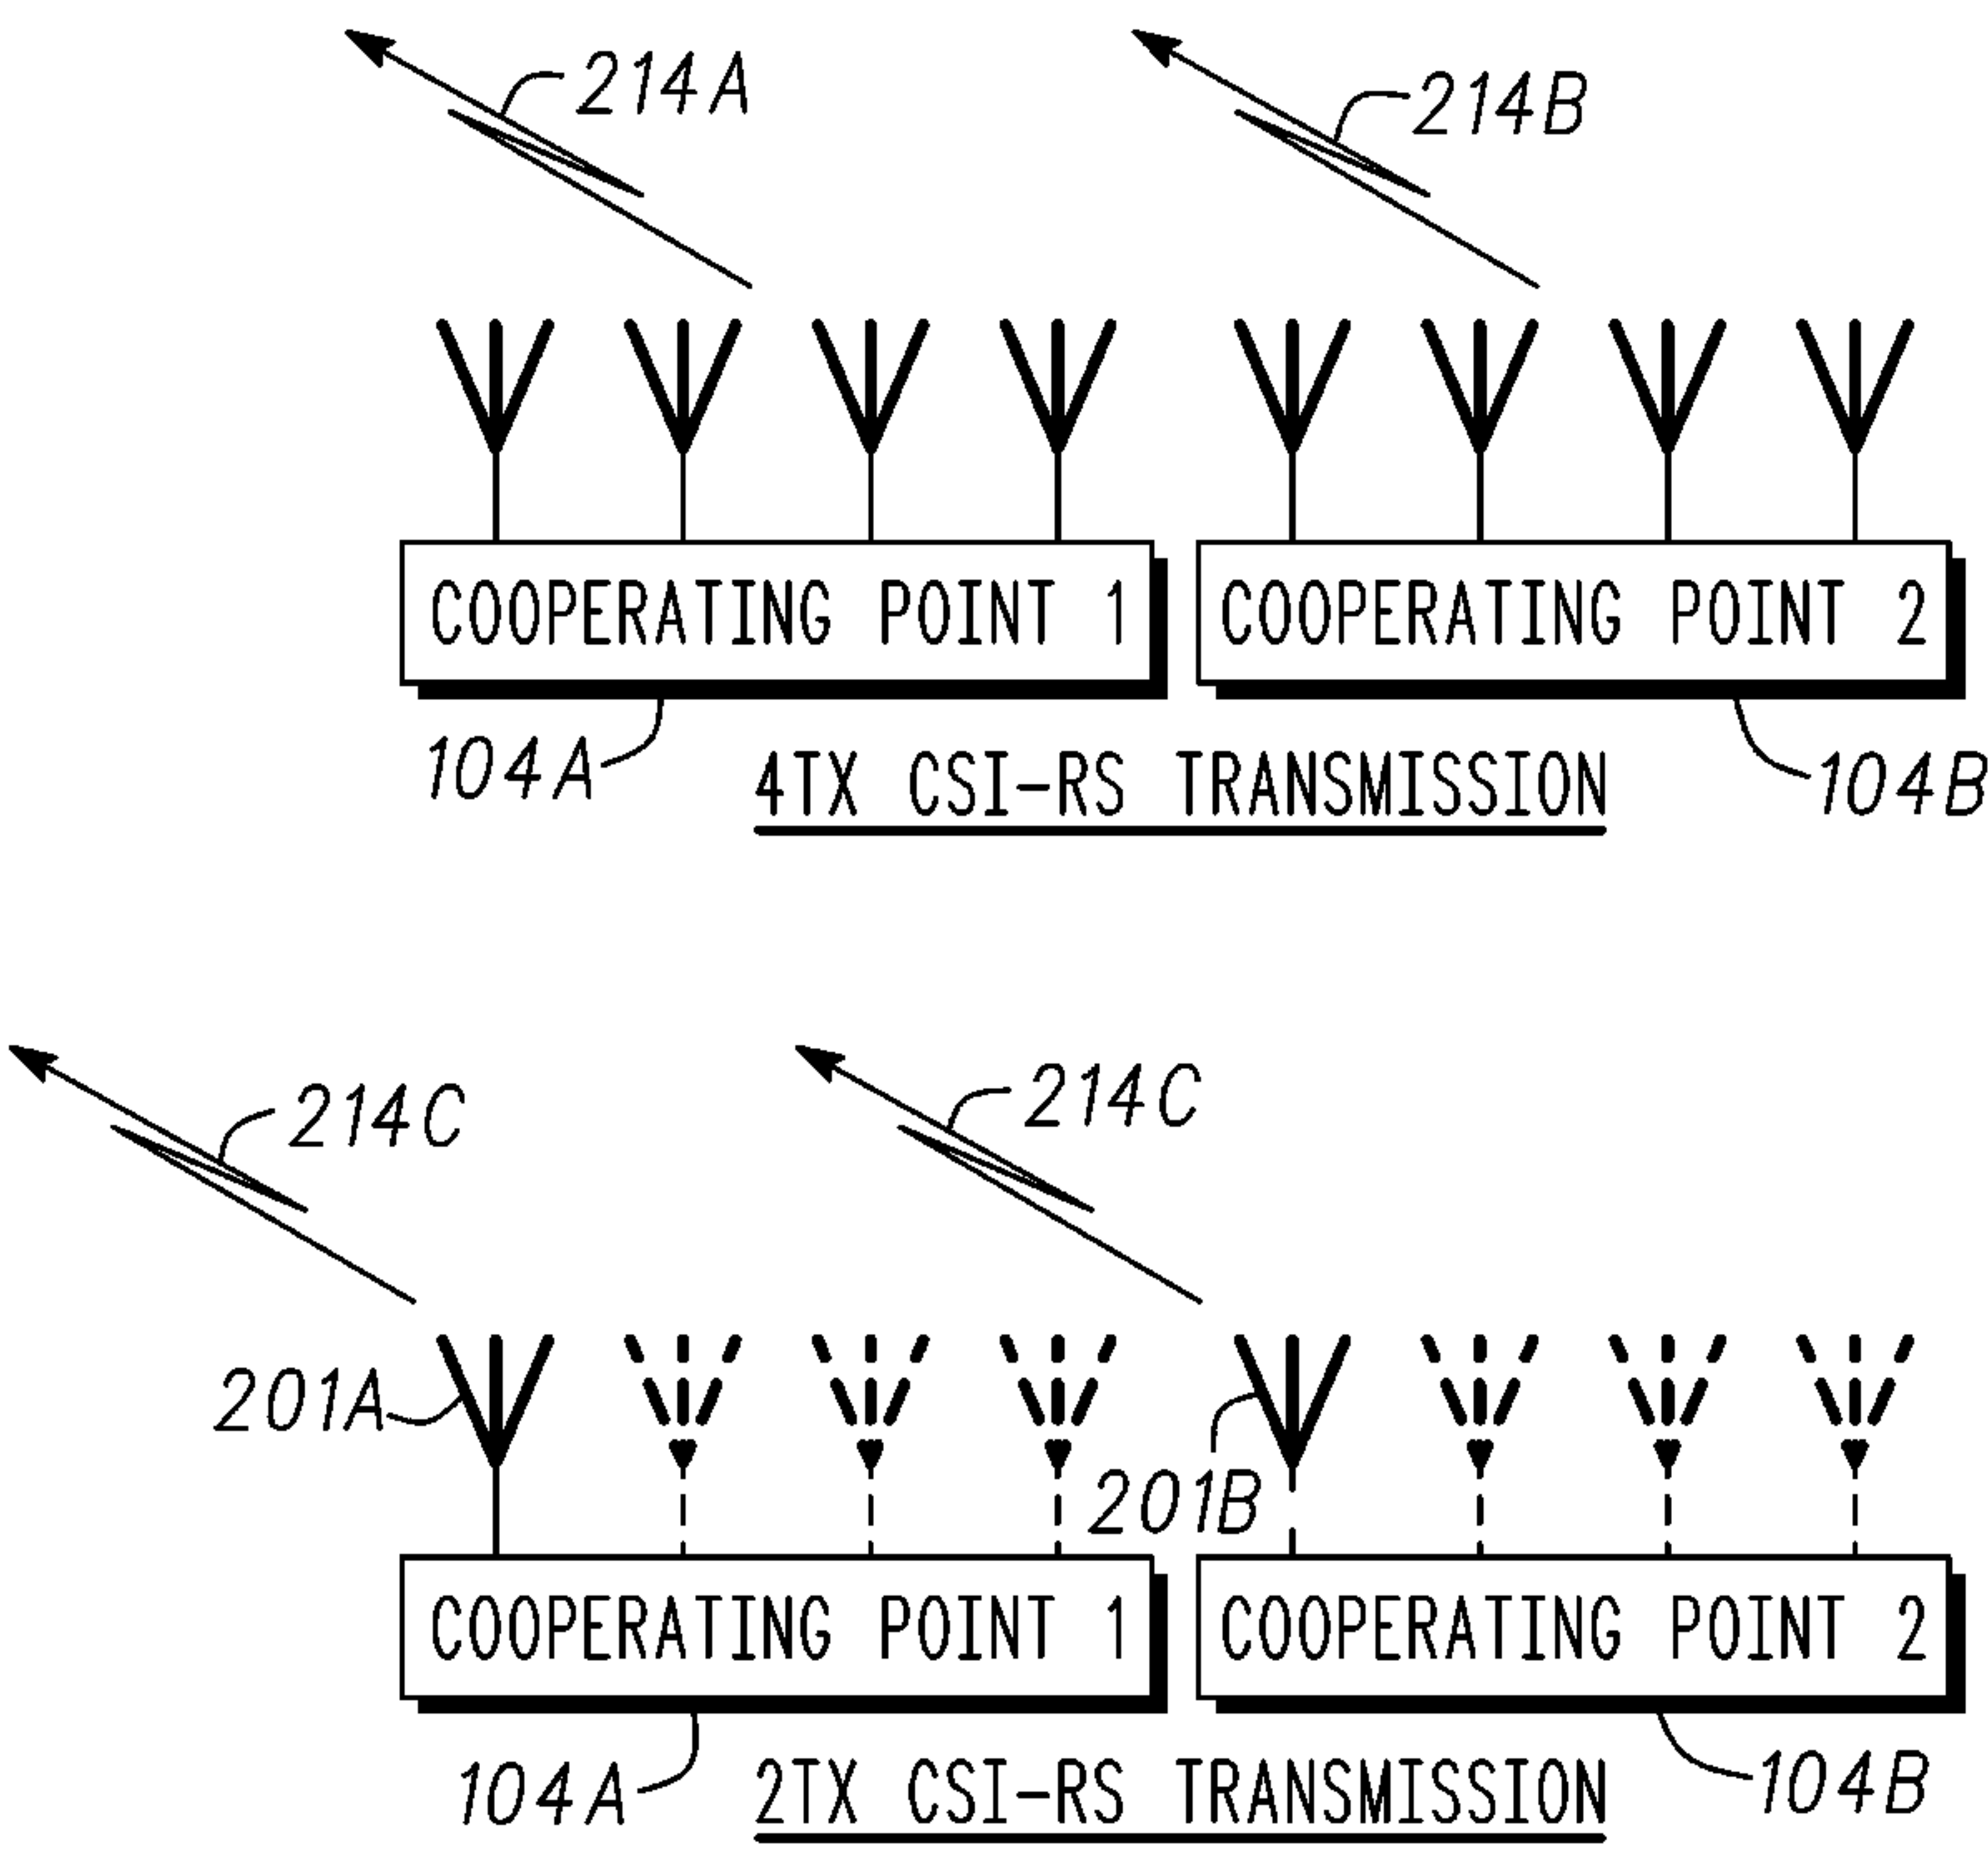 214A
214B
COOPERATING POINT 1
COOPERATING POINT 2
104A
4TX CSI-RS TRANSMISSION
104B
214C
214C
201A
201B
COOPERATING POINT 1
COOPERATING POINT 2
104A
2TX CSI-RS TRANSMISSION
104B